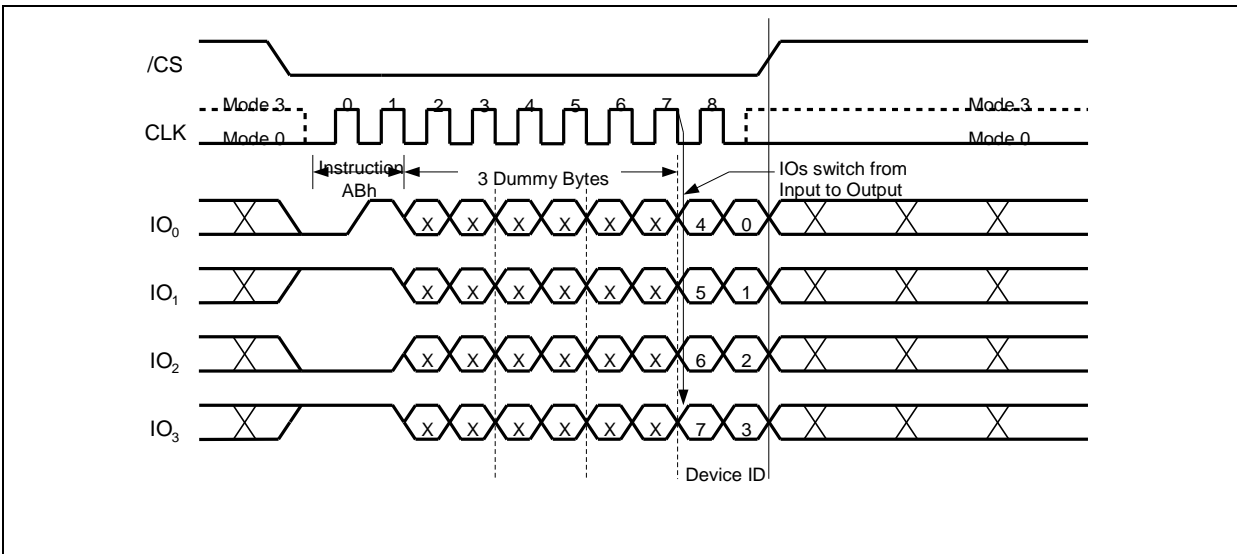 /CS
Mode 3 0 1 2 3 4 5 6 7 8 Mode 3
CLK Mode 0 Mode 0
Instruction
ABh
3 Dummy Bytes
IOs switch from
Input to Output
IO0 X X X X X X 4 0
IO1 X X X X X X 5 1
IO2 X X X X X X 6 2
IO3 X X X X X X 7 3
Device ID